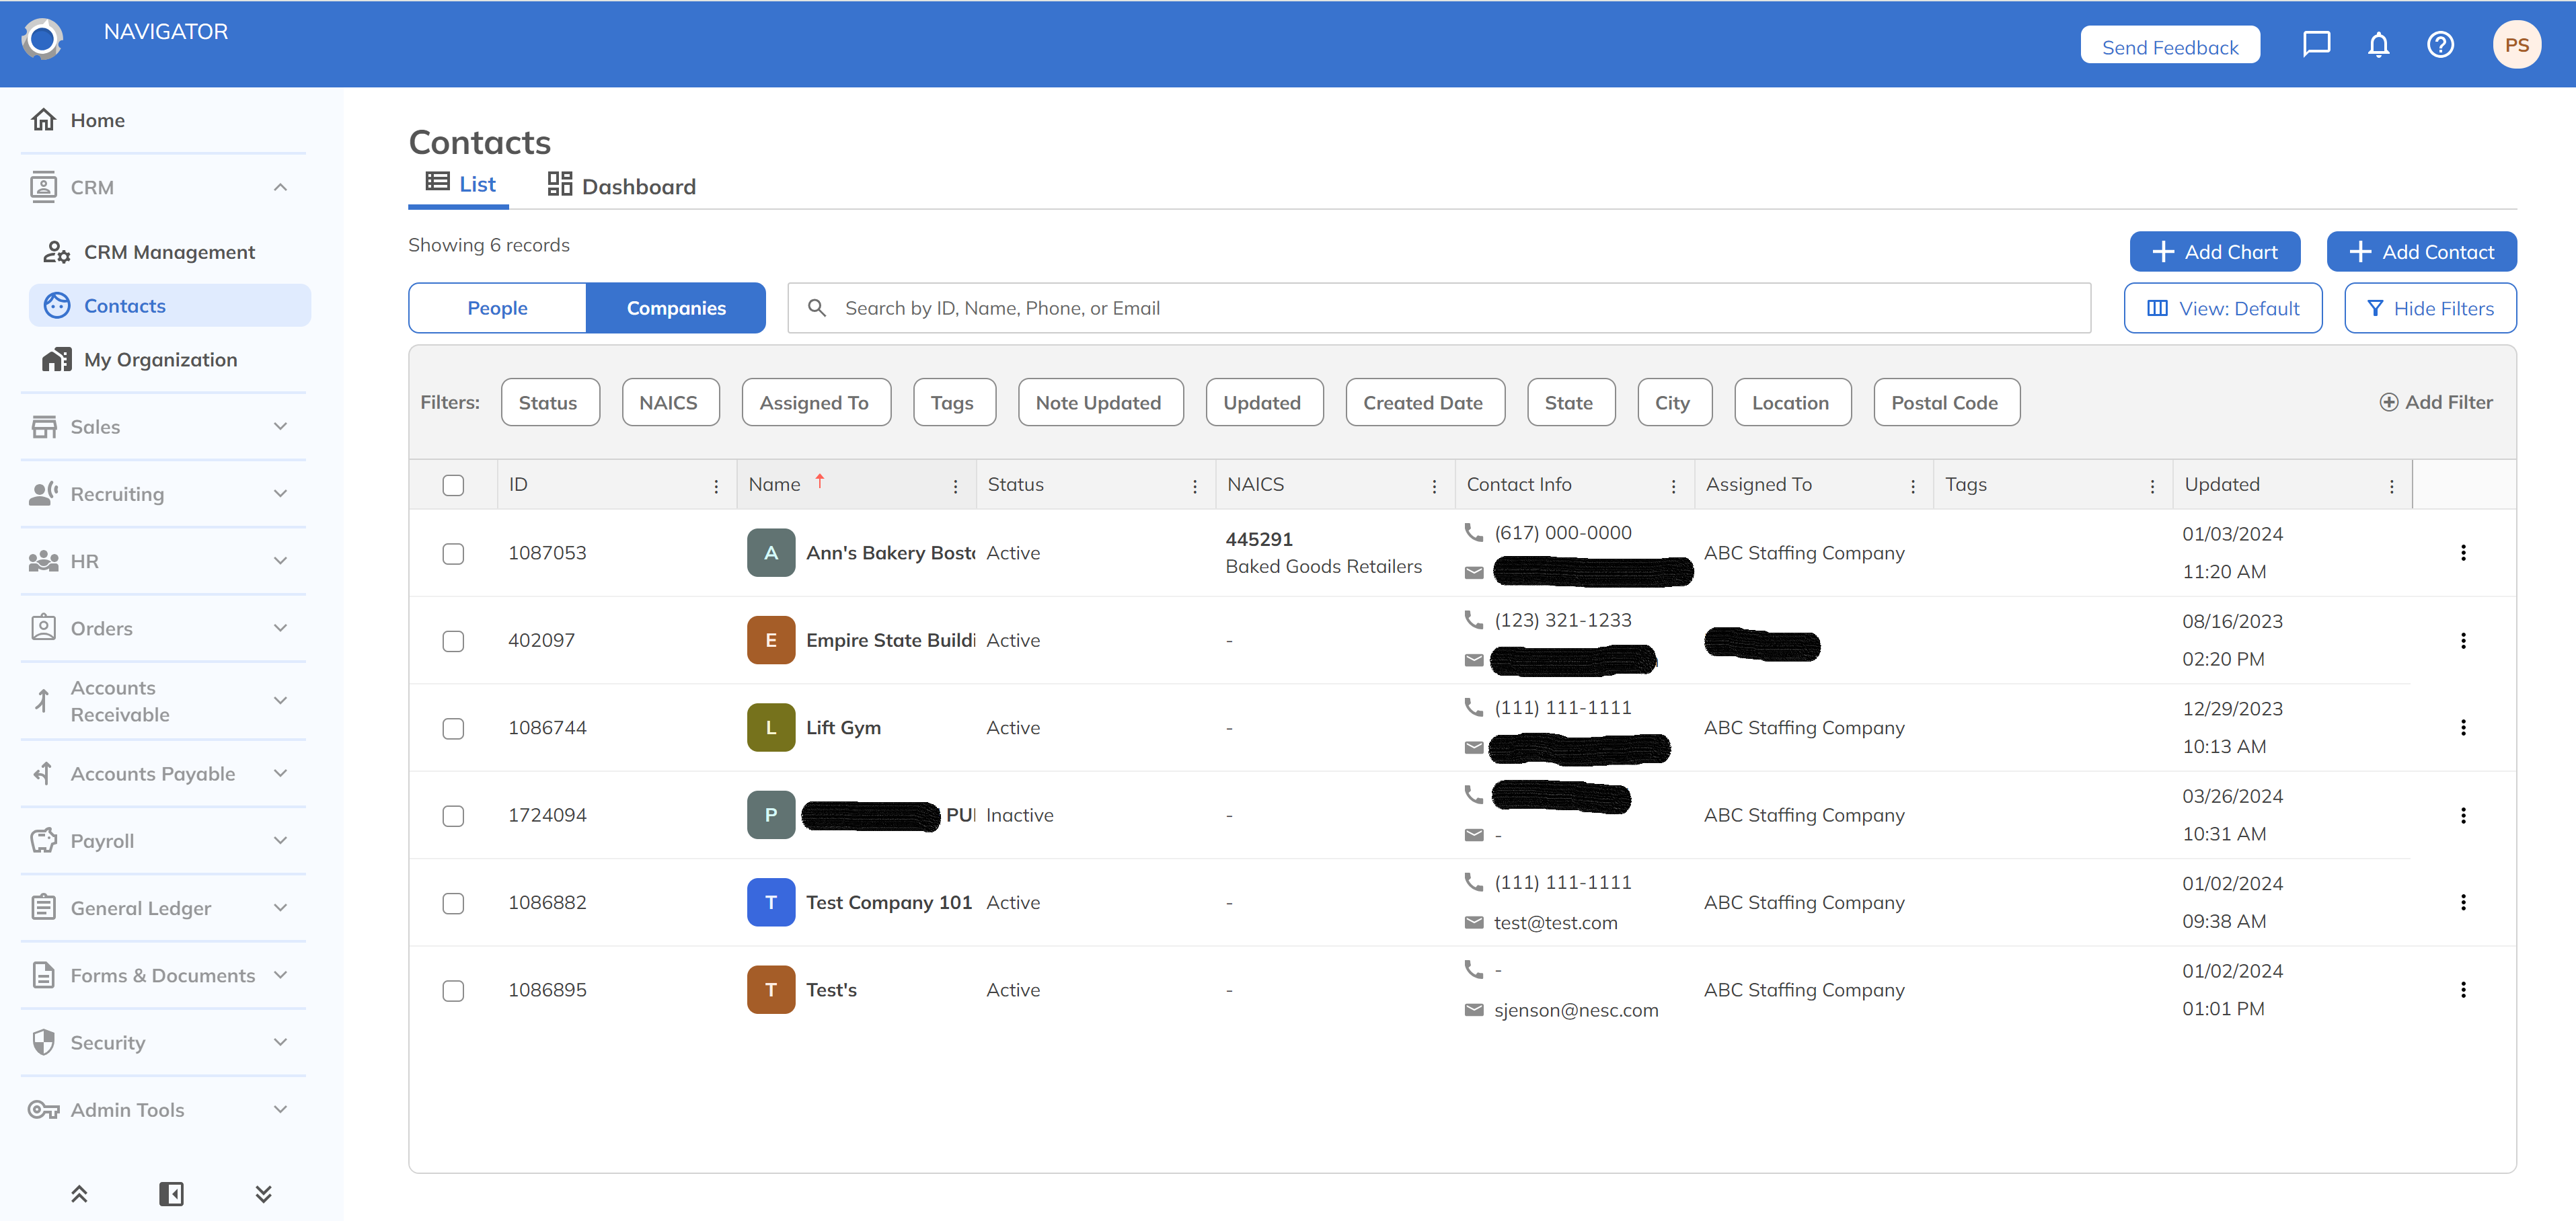 NAVIGATOR
Send Feedback
PS
Home
CRM
CRM Management
Contacts
My Organization
Sales
Recruiting
HR
Orders
Accounts
Receivable
Accounts Payable
Payroll
General Ledger
Forms & Documents
Security
Admin Tools
Contacts
List Dashboard
Showing 6 records
Add Chart Add Contact
People Companies Search by ID, Name, Phone, or Email View: Default Hide Filters
Filters: Status NAICS Assigned To Tags Note Updated Updated Created Date State City Location Postal Code Add Filter
ID Name Status NAICS Contact Info Assigned To Tags Updated
1087053 A Ann's Bakery Bosto Active 445291 (617) 000-0000 ABC Staffing Company 01/03/2024
Baked Goods Retailers 11:20 AM
402097 E Empire State Buildi Active - (123) 321-1233 08/16/2023
02:20 PM
1086744 L Lift Gym Active - (111) 111-1111 ABC Staffing Company 12/29/2023
10:13 AM
1724094 P PU Inactive - ABC Staffing Company 03/26/2024
- 10:31 AM
1086882 T Test Company 101 Active - (111) 111-1111 ABC Staffing Company 01/02/2024
test@test.com 09:38 AM
1086895 T Test's Active - - ABC Staffing Company 01/02/2024
sjenson@nesc.com 01:01 PM